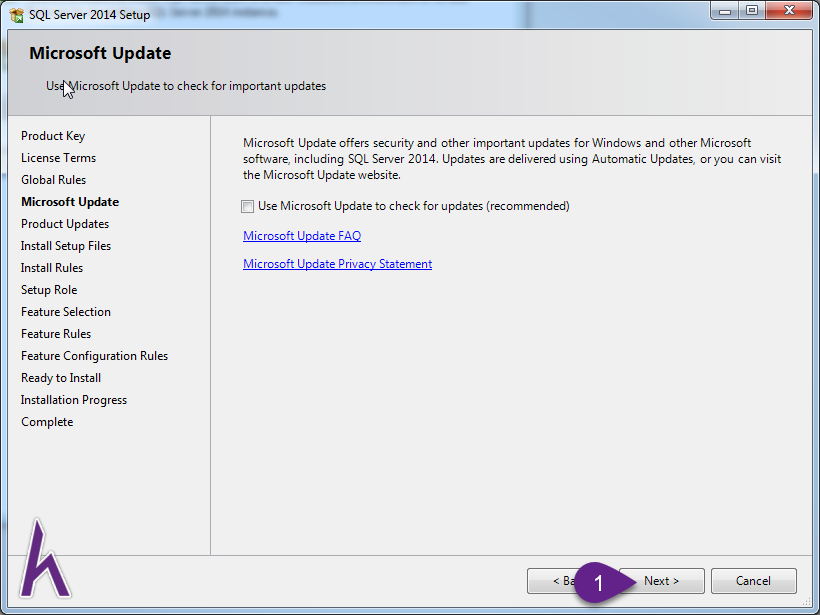 SQL Server 2014 Setup
Microsoft Update
Use Microsoft Update to check for important updates
Product Key
License Terms
Global Rules
Microsoft Update
Product Updates
Install Setup Files
Install Rules
Setup Role
Feature Selection
Feature Rules
Feature Configuration Rules
Ready to Install
Installation Progress
Complete
Microsoft Update offers security and other important updates for Windows and other Microsoft
software, including SQL Server 2014. Updates are delivered using Automatic Updates, or you can visit
the Microsoft Update website.
Use Microsoft Update to check for updates (recommended)
Microsoft Update FAQ
Microsoft Update Privacy Statement
< Ba 1 Next > Cancel